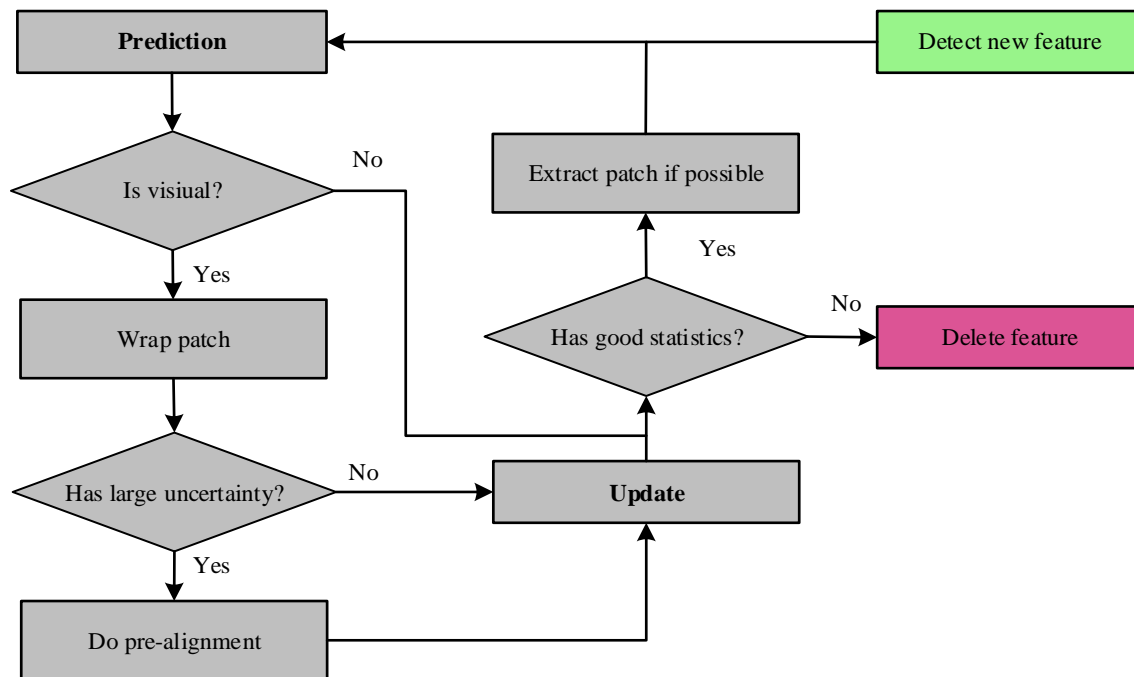 Prediction
Detect new feature
No
Extract patch if possible
Is visiual?
Yes
Yes
No
Wrap patch
Has good statistics?
Delete feature
No
Has large uncertainty?
Update
Yes
Do pre-alignment